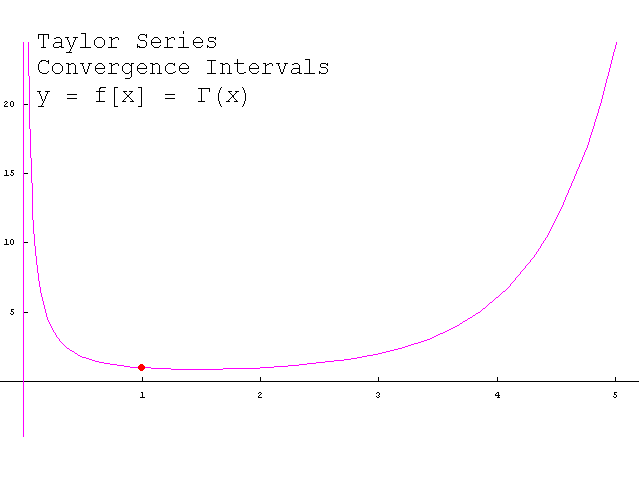 Taylor Series
Convergence Intervals
y = f[x] = Γ(x)
20
15
10
5
1 2 3 4 5